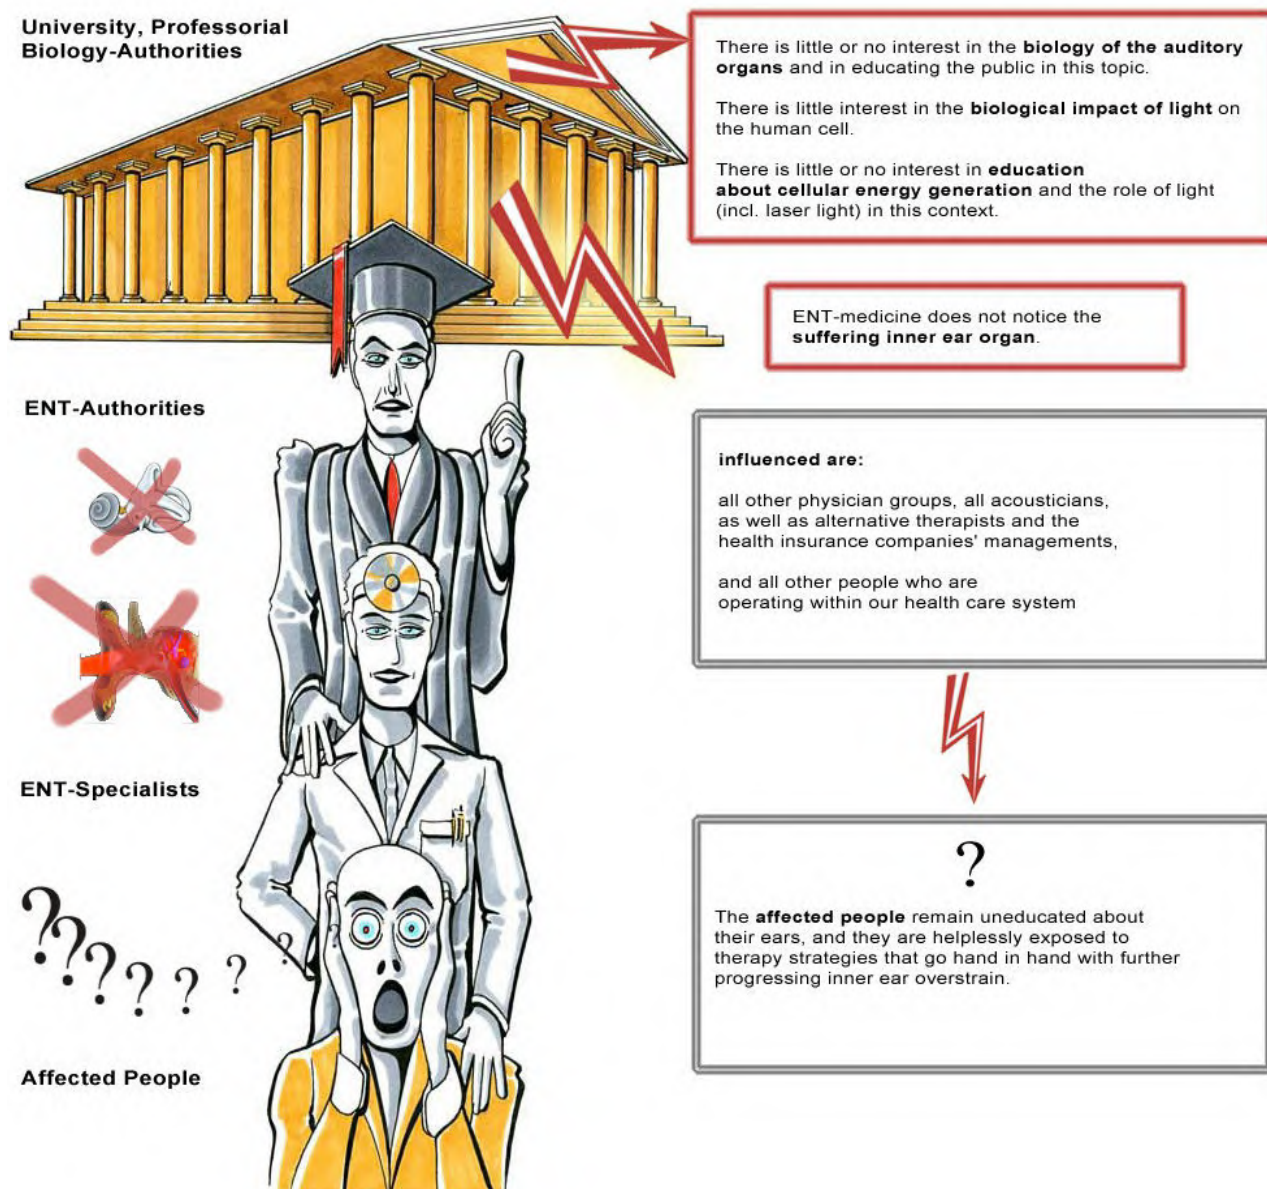 University, Professorial
Biology-Authorities
There is little or no interest in the biology of the auditory
organs and in educating the public in this topic.
There is little interest in the biological impact of light on
the human cell.
There is little or no interest in education
about cellular energy generation and the role of light
(incl. laser light) in this context.
ENT-medicine does not notice the
suffering inner ear organ.
ENT-Authorities
influenced are:
all other physician groups, all acousticians,
as well as alternative therapists and the
health insurance companies' managements,
and all other people who are
operating within our health care system
ENT-Specialists
?
The affected people remain uneducated about
their ears, and they are helplessly exposed to
therapy strategies that go hand in hand with further
progressing inner ear overstrain.
? ? ? ? ? ? ? ?
Affected People